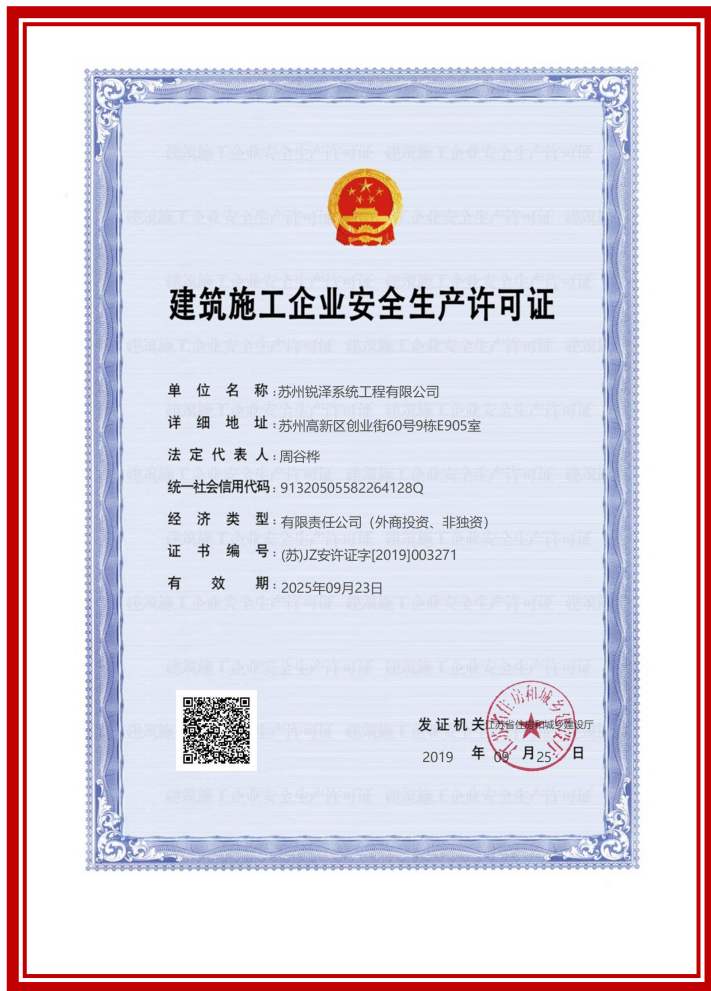 建筑施工企业安全生产许可证
单位名称:苏州锐泽系统工程有限公司
详细地址:苏州高新区创业街60号9栋E905室
法定代表人:周谷桦
统一社会信用代码:91320505582264128Q
经济类型:有限责任公司（外商投资、非独资）
证书编号:(苏)JZ安许证字[2019]003271
有效期:2025年09月23日
发证机关江苏省住房和城乡建设厅
2019 年 09 月 25 日